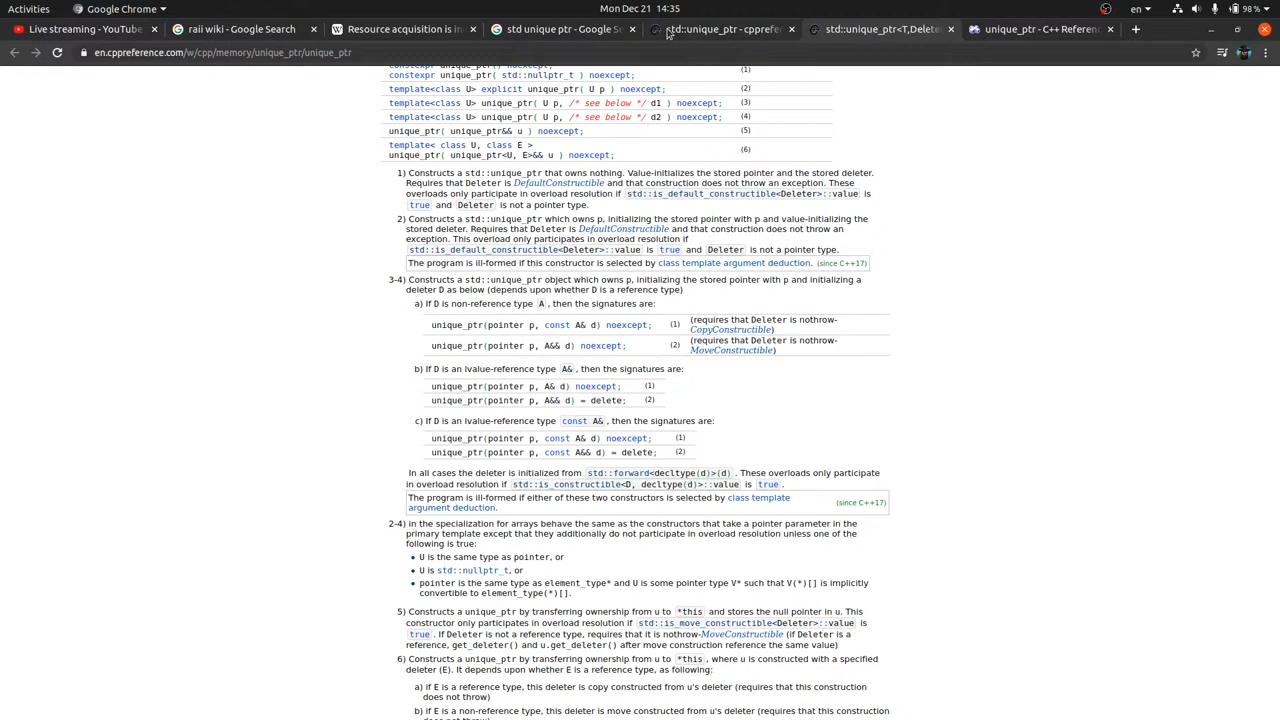 Activities
Google Chrome
Mon Dec 21 14:35
en
98 %
Live streaming - YouTube
raii wiki - Google Search
Resource acquisition is in
std unique ptr - Google Se
std::unique_ptr - cpprefer
std::unique_ptr<T,Delete
unique_ptr - C++ Referenc
en.cppreference.com/w/cpp/memory/unique_ptr/unique_ptr
constexpr unique_ptr() noexcept;
constexpr unique_ptr( std::nullptr_t ) noexcept;
(1)
template<class U> explicit unique_ptr( U p ) noexcept;
(2)
template<class U> unique_ptr( U p, /* see below */ d1 ) noexcept;
(3)
template<class U> unique_ptr( U p, /* see below */ d2 ) noexcept;
(4)
unique_ptr( unique_ptr&& u ) noexcept;
(5)
template< class U, class E >
unique_ptr( unique_ptr<U, E>&& u ) noexcept;
(6)
1) Constructs a std::unique_ptr that owns nothing. Value-initializes the stored pointer and the stored deleter.
Requires that Deleter is DefaultConstructible and that construction does not throw an exception. These
overloads only participate in overload resolution if std::is_default_constructible<Deleter>::value is
true and Deleter is not a pointer type.
2) Constructs a std::unique_ptr which owns p, initializing the stored pointer with p and value-initializing the
stored deleter. Requires that Deleter is DefaultConstructible and that construction does not throw an
exception. This overload only participates in overload resolution if
std::is_default_constructible<Deleter>::value is true and Deleter is not a pointer type.
The program is ill-formed if this constructor is selected by class template argument deduction. (since C++17)
3-4) Constructs a std::unique_ptr object which owns p, initializing the stored pointer with p and initializing a
deleter D as below (depends upon whether D is a reference type)
a) If D is non-reference type A, then the signatures are:
unique_ptr(pointer p, const A& d) noexcept; (1) (requires that Deleter is nothrow-
CopyConstructible)
unique_ptr(pointer p, A&& d) noexcept; (2) (requires that Deleter is nothrow-
MoveConstructible)
b) If D is an lvalue-reference type A&, then the signatures are:
unique_ptr(pointer p, A& d) noexcept; (1)
unique_ptr(pointer p, A&& d) = delete; (2)
c) If D is an lvalue-reference type const A&, then the signatures are:
unique_ptr(pointer p, const A& d) noexcept; (1)
unique_ptr(pointer p, const A&& d) = delete; (2)
In all cases the deleter is initialized from std::forward<decltype(d)>(d). These overloads only participate
in overload resolution if std::is_constructible<D, decltype(d)>::value is true.
The program is ill-formed if either of these two constructors is selected by class template
argument deduction.
(since C++17)
2-4) in the specialization for arrays behave the same as the constructors that take a pointer parameter in the
primary template except that they additionally do not participate in overload resolution unless one of the
following is true:
• U is the same type as pointer, or
• U is std::nullptr_t, or
• pointer is the same type as element_type* and U is some pointer type V* such that V(*)[] is implicitly
convertible to element_type(*)[].
5) Constructs a unique_ptr by transferring ownership from u to *this and stores the null pointer in u. This
constructor only participates in overload resolution if std::is_move_constructible<Deleter>::value is
true. If Deleter is not a reference type, requires that it is nothrow-MoveConstructible (if Deleter is a
reference, get_deleter() and u.get_deleter() after move construction reference the same value)
6) Constructs a unique_ptr by transferring ownership from u to *this, where u is constructed with a specified
deleter (E). It depends upon whether E is a reference type, as following:
a) if E is a reference type, this deleter is copy constructed from u's deleter (requires that this construction
does not throw)
b) if E is a non-reference type, this deleter is move constructed from u's deleter (requires that this construction
does not throw)